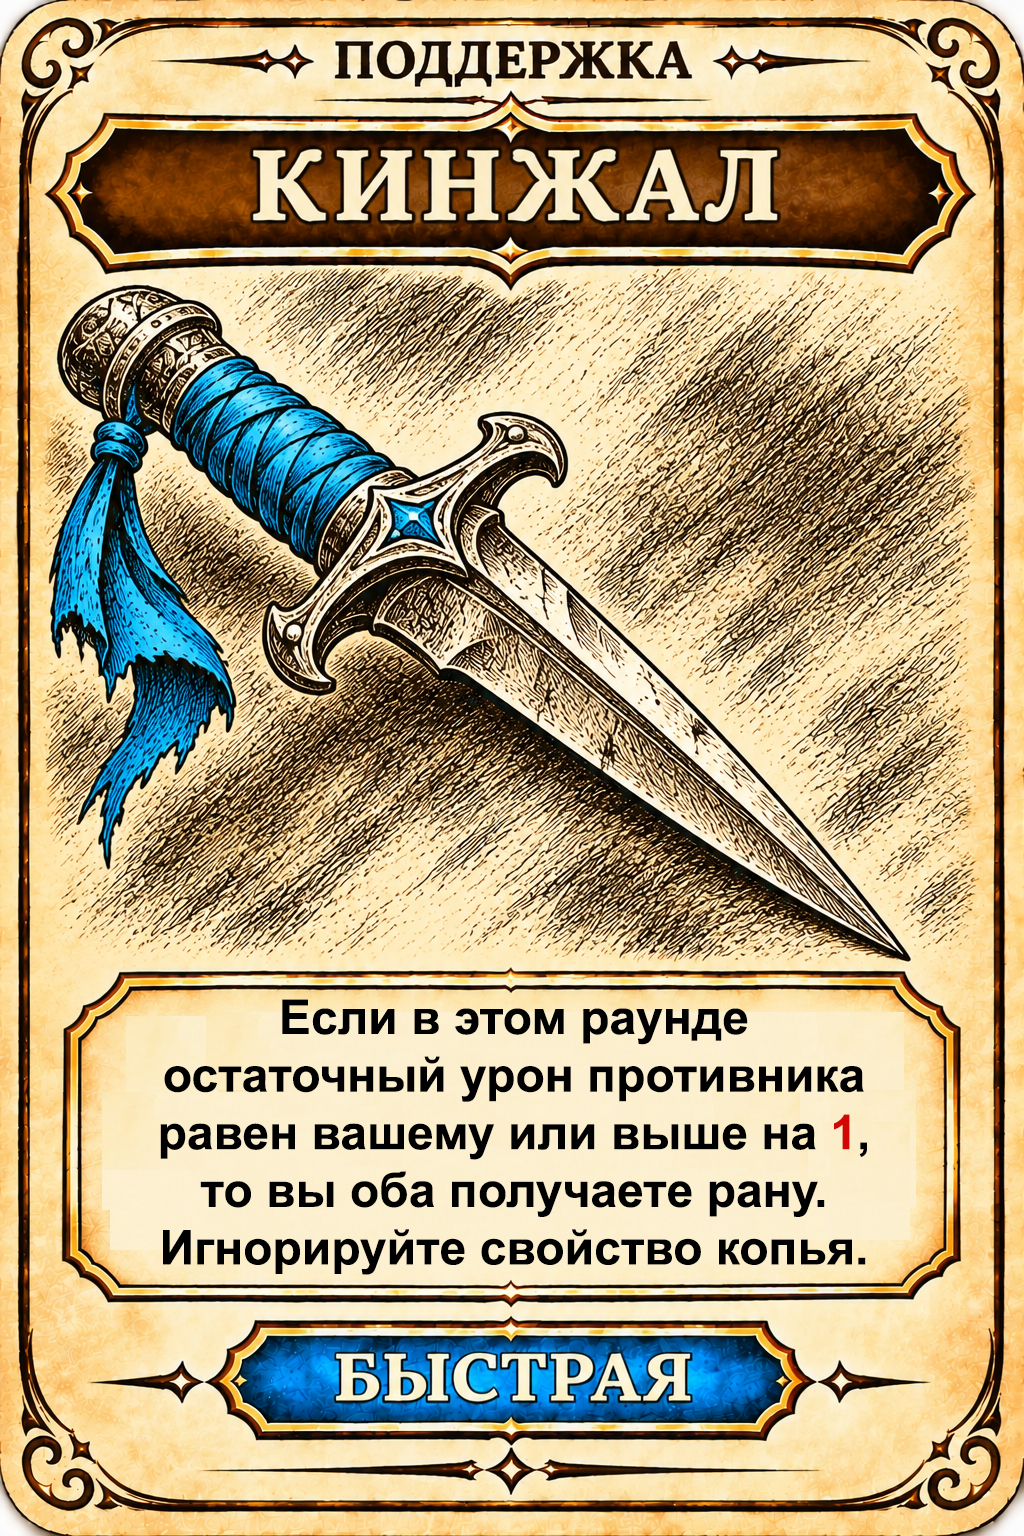 ПОДДЕРЖКА
КИНЖАЛ
Если в этом раунде
остаточный урон противника
равен вашему или выше на 1,
то вы оба получаете рану.
Игнорируйте свойство копья.
БЫСТРАЯ